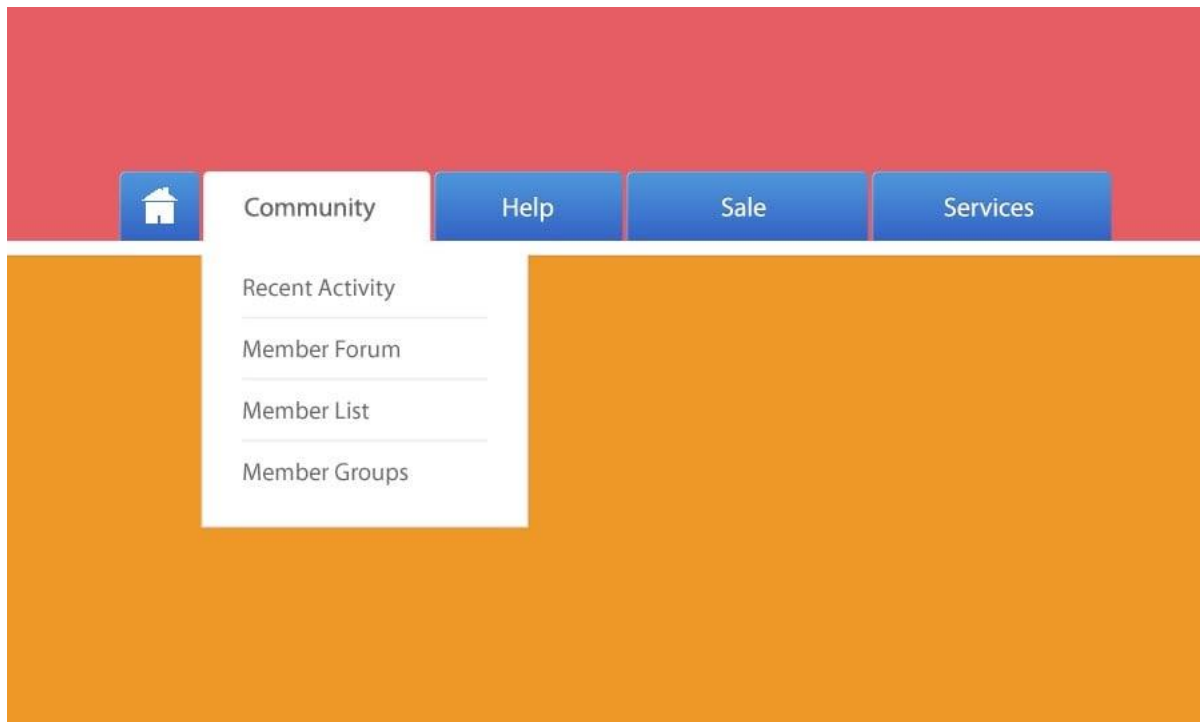 Community Help Sale Services
Recent Activity
Member Forum
Member List
Member Groups